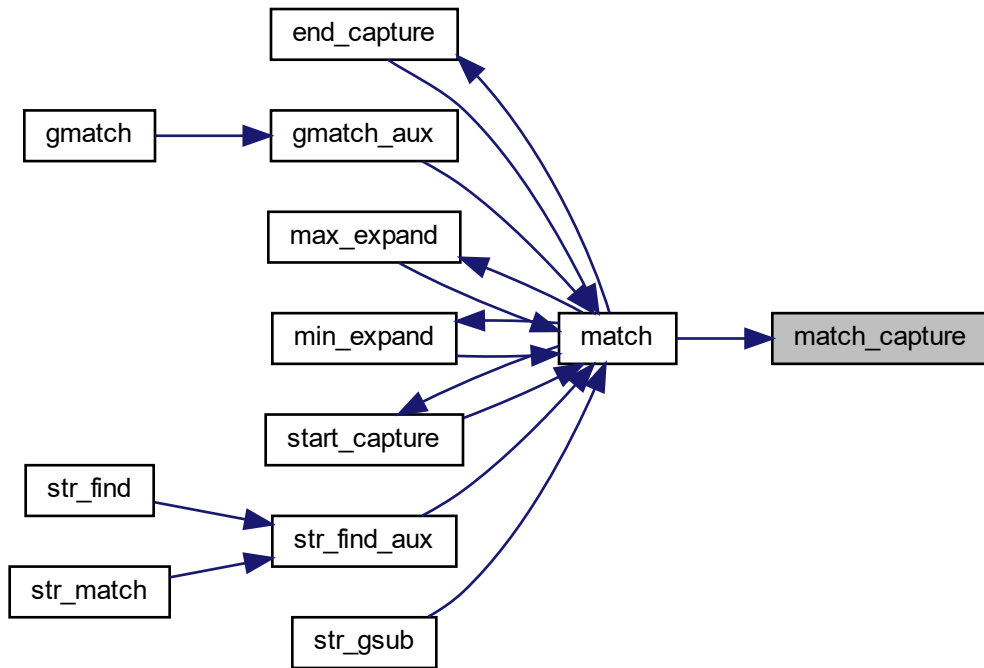 end_capture
gmatch
gmatch_aux
max_expand
min_expand
match
match_capture
start_capture
str_find
str_find_aux
str_match
str_gsub